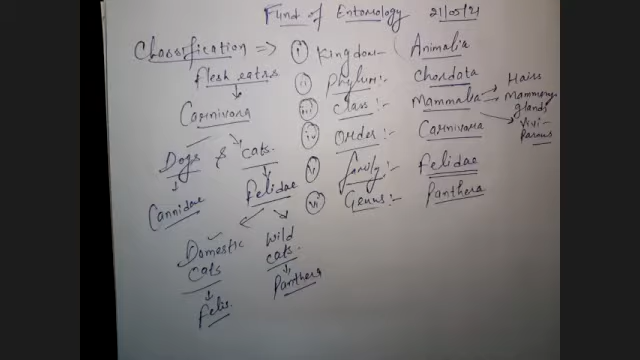 Fund of Entomology 21/05/21
Classification => (i) Kingdom Animalia
Flesh eaters
(ii) Phylum:- Chordata
Carnivora
(iii) Class:- Mammalia
Hairs
Mammary glands
Vivi-
Parous
(iv) Order:- Carnivora
Dogs & Cats.
(v) family:- Felidae
Cannidae
Felidae
(vi) Genus:- Panthera
Domestic
Cats
Wild
cats
Felis.
Panthera